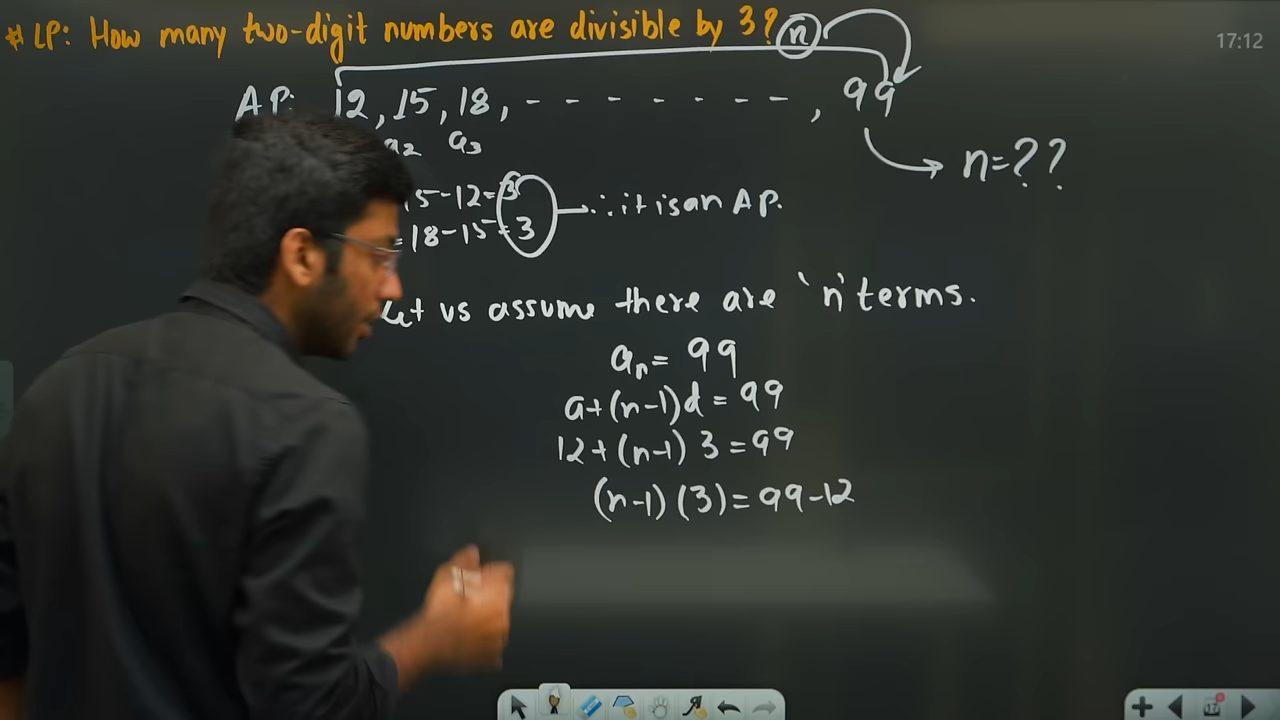 # LP: How many two-digit numbers are divisible by 3? n
17:12
AP: 12, 15, 18, - - - - - - - -, 99
a2 a3
n=??
15-12=3
∴ it is an AP.
=18-15=3
Let us assume there are 'n' terms.
an = 99
a+(n-1)d = 99
12+(n-1) 3 = 99
(n-1) (3) = 99-12